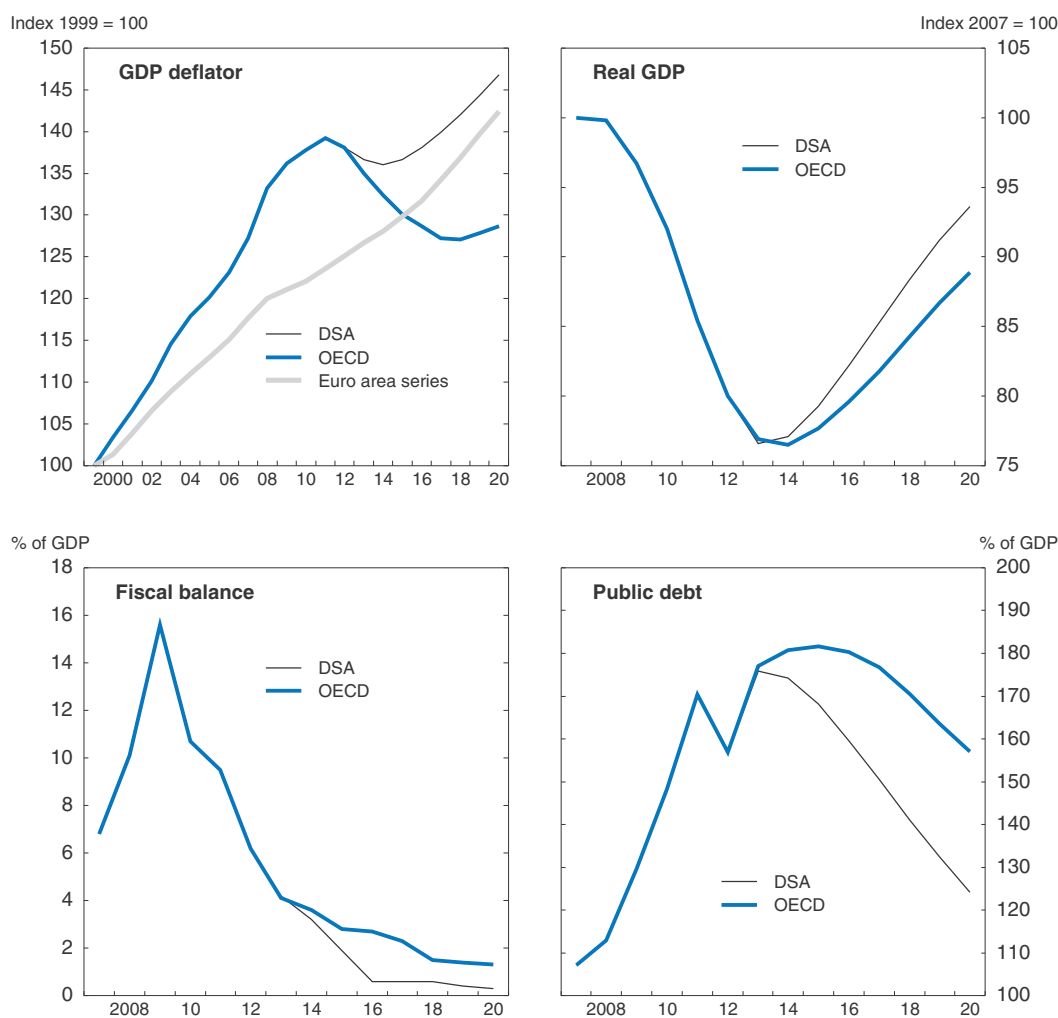 Index 1999 = 100
Index 2007 = 100
GDP deflator
150
145
140
135
130
125
120
115
110
105
100
DSA
OECD
Euro area series
2000 02 04 06 08 10 12 14 16 18 20
Real GDP
105
100
95
90
85
80
75
DSA
OECD
2008 10 12 14 16 18 20
% of GDP
% of GDP
Fiscal balance
18
16
14
12
10
8
6
4
2
0
DSA
OECD
2008 10 12 14 16 18 20
Public debt
200
190
180
170
160
150
140
130
120
110
100
DSA
OECD
2008 10 12 14 16 18 20